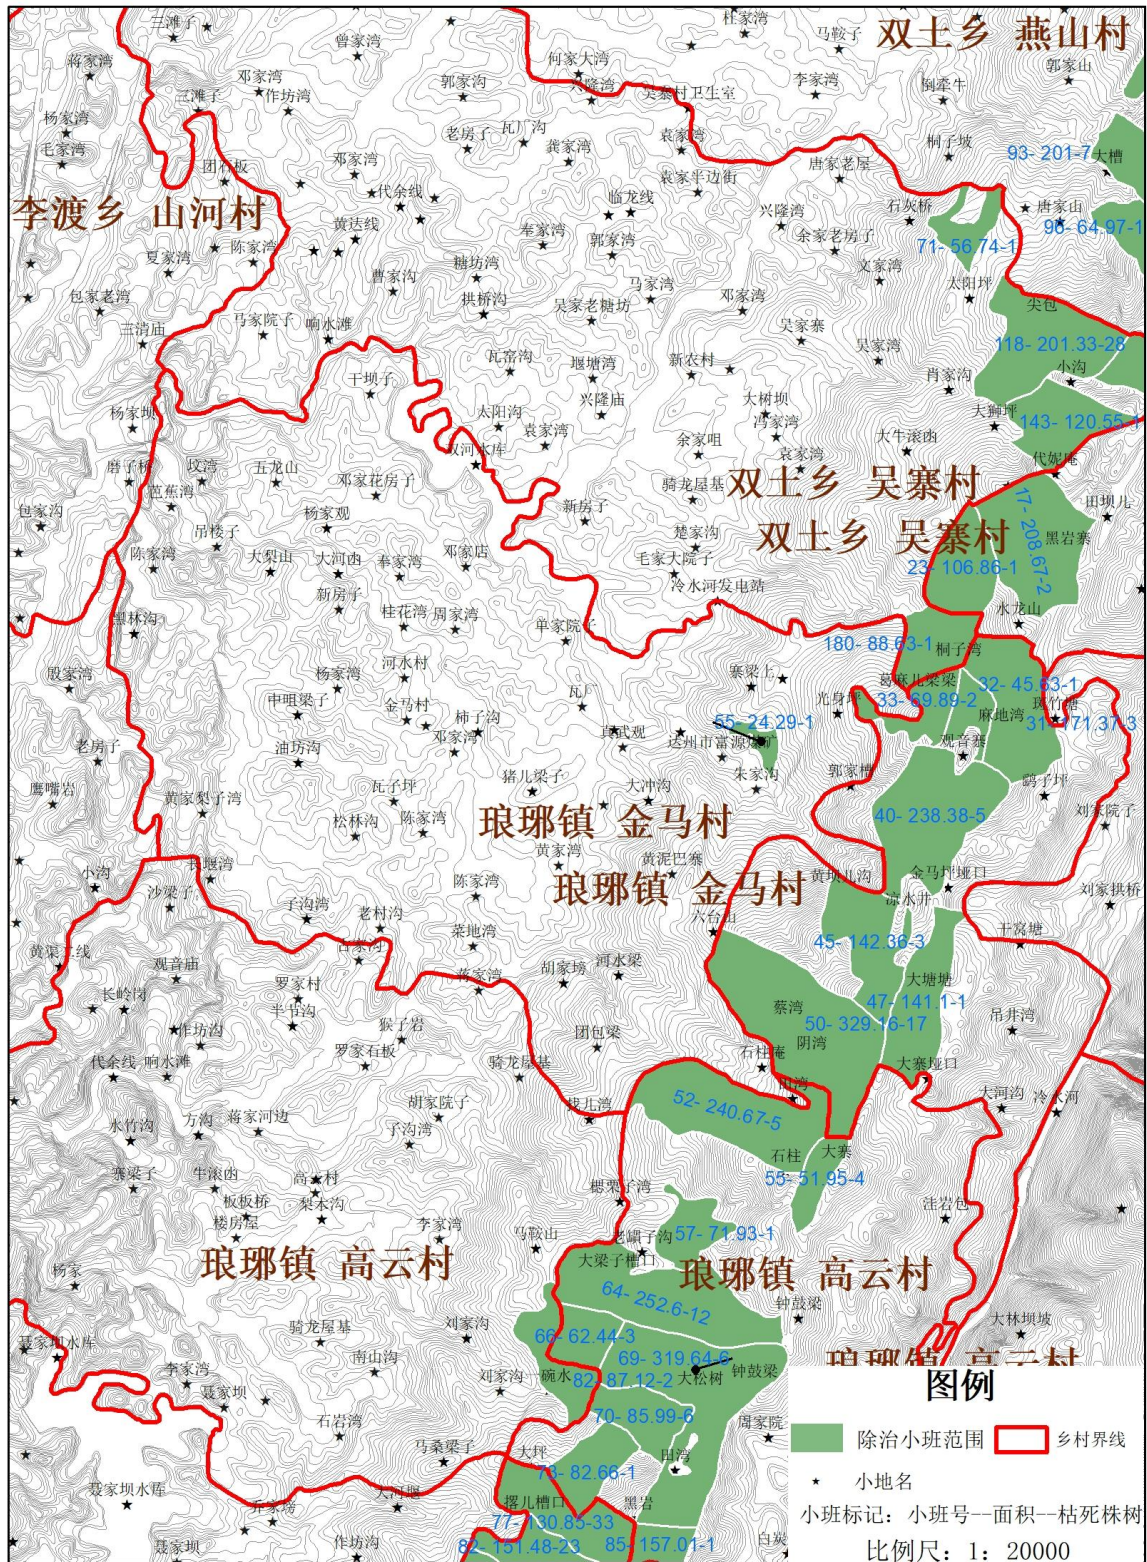 三滩子
杜家湾
曾家湾
马鞍子
双土乡 燕山村
蒋家湾
邓家湾
郭家沟
何家大湾
李家湾
郭家山
三滩子
作坊湾
兴隆湾
吴寨村卫生室
倒牵牛
杨家湾
毛家湾
老房子
瓦厂沟
龚家湾
袁家湾
桐子坡
93- 201-7
大槽
团石板
邓家湾
代余线
袁家半边街
唐家老屋
李渡乡 山河村
临龙线
兴隆湾
石灰桥
唐家山
96- 64.97-1
黄达线
奉家湾
郭家湾
余家老房子
71- 56.74-1
夏家湾
陈家湾
曹家沟
糖坊湾
马家湾
文家湾
太阳坪
包家老湾
拱桥沟
吴家老糖坊
邓家湾
尖包
三清庙
马家院子
响水滩
吴家寨
吴家湾
118- 201.33-28
瓦窑沟
堰塘湾
新农村
肖家沟
小沟
干坝子
兴隆庙
大树坝
杨家坝
太阳沟
袁家湾
冯家湾
大狮坪
143- 120.55-1
双河水库
余家咀
大牛滚凼
磨子桥
坟湾
五龙山
袁家湾
代妮庵
芭蕉湾
邓家花房子
骑龙屋基
双土乡 吴寨村
17- 208.67-2
田坝儿
包家沟
吊楼子
杨家观
新房子
楚家沟
双土乡 吴寨村
黑岩寨
陈家湾
大梨山
大河凼
奉家湾
邓家店
毛家大院子
23- 106.86-1
新房子
冷水河发电站
黑林沟
桂花湾
周家湾
单家院子
水龙山
180- 88.63-1
桐子湾
殷家湾
杨家湾
河水村
寨梁上
葛麻儿梁梁
32- 45.63-1
中咀梁子
金马村
柿子沟
瓦厂
光身坪
33- 69.89-2
麻地湾
斑竹塘
55- 24.29-1
31- 171.37-3
老房子
油坊沟
邓家湾
真武观
达州市富源煤矿
观音寨
鹰嘴岩
黄家梨子湾
瓦子坪
猪儿梁子
大冲沟
朱家沟
郭家槽
鹞子坪
松林沟
陈家湾
琅琊镇 金马村
40- 238.38-5
刘家院子
小沟
长堰湾
黄家湾
黄泥巴寨
沙梁子
陈家湾
琅琊镇 金马村
黄坝儿沟
金马坪垭口
刘家拱桥
子沟湾
老村沟
凉水井
菜地湾
六台山
干窝塘
黄渠二线
舌家沟
45- 142.36-3
观音庙
罗家村
蒋家湾
胡家塝
河水梁
大塘塘
长岭岗
半节沟
猴子岩
蔡湾
47- 141.1-1
作坊沟
团包梁
50- 329.16-17
吊井湾
罗家石板
阴湾
代余线
响水滩
骑龙屋基
石柱庵
大寨垭口
田湾
大河沟
冷水河
胡家院子
找儿湾
52- 240.67-5
水竹沟
方沟
蒋家河边
子沟湾
石柱
大寨
寨梁子
牛滚凼
高云村
55- 51.95-4
板板桥
梨木沟
楒栗子湾
洼岩包
楼房屋
李家湾
马鞍山
老鹳子沟
57- 71.93-1
琅琊镇 高云村
大梁子槽口
琅琊镇 高云村
杨家
64- 252.6-12
钟鼓梁
骑龙屋基
刘家沟
大林坝坡
聂家坝水库
66- 62.44-3
琅琊镇 高云村
李家湾
南山沟
69- 319.64-6
刘家沟
碗水
82- 87.12-2
大松树
钟鼓梁
聂家坝
石岩湾
70- 85.99-6
周家院
马桑梁子
大坪
田湾
73- 82.66-1
聂家坝水库
乔家塝
大河堰
撂儿槽口
黑岩
77- 130.85-33
聂家坝
作坊沟
82- 151.48-23
85- 157.01-1
白炭
图例
除治小班范围
乡村界线
小地名
小班标记：小班号--面积--枯死株树
比例尺：1：20000